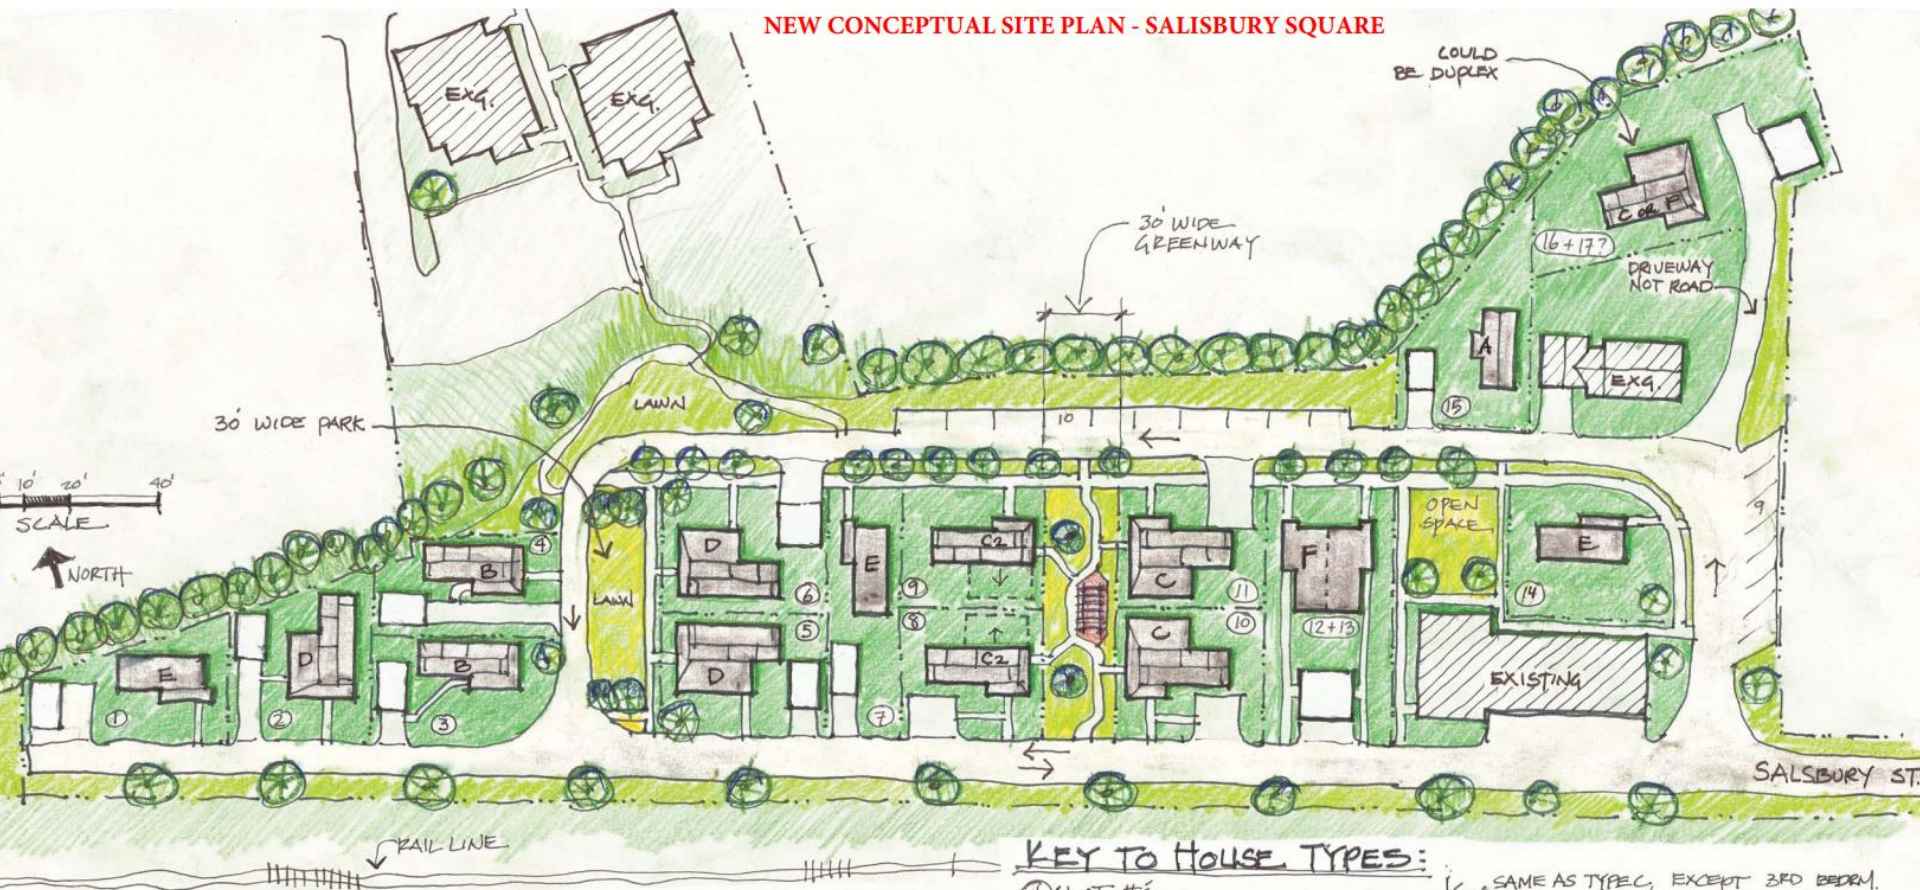 NEW CONCEPTUAL SITE PLAN - SALISBURY SQUARE
COULD
BE DUPLEX
EXG.
EXG.
30' WIDE
GREENWAY
C OR F
16+17?
DRIVEWAY
NOT ROAD
A
EXG.
15
LAWN
30' WIDE PARK
10
10' 20' 40'
SCALE
NORTH
OPEN
SPACE
9
4
B
D
E
C2
F
E
LAWN
6
9
C
11
14
5
8
10
12+13
E
D
B
D
C2
C
EXISTING
1
2
3
7
SALSBURY ST.
RAIL LINE
KEY TO HOUSE TYPES:
SAME AS TYPE C, EXCEPT 3RD BEDRM.